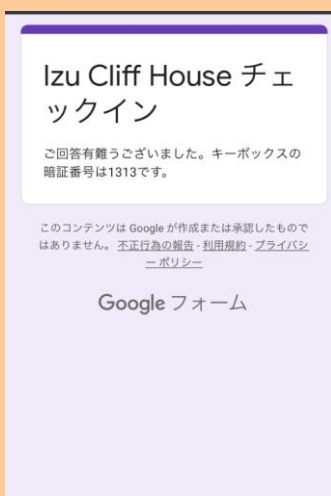 Izu Cliff House チェ
ックイン
ご回答有難うございました。キーボックスの
暗証番号は1313です。
このコンテンツは Google が作成または承認したもので
はありません。 不正行為の報告 - 利用規約 - プライバシ
ー ポリシー
Google フォーム